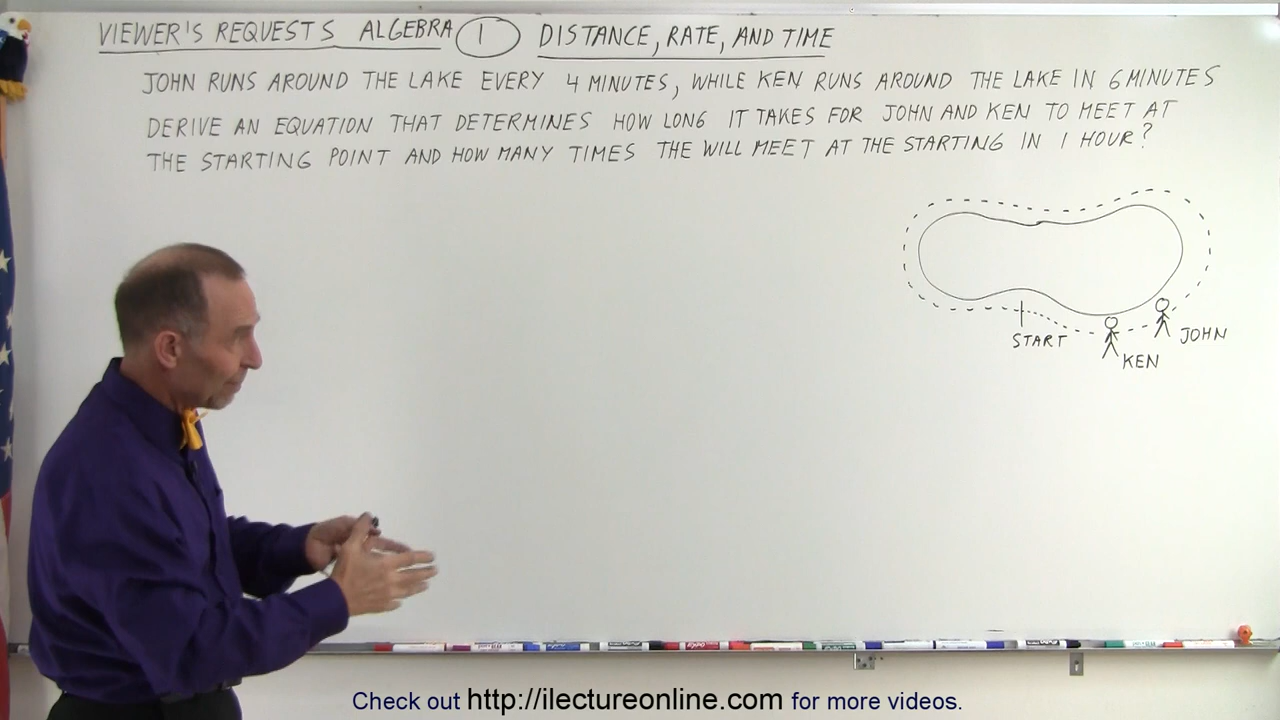 VIEWER'S REQUESTS ALGEBRA 1 DISTANCE, RATE, AND TIME
JOHN RUNS AROUND THE LAKE EVERY 4 MINUTES, WHILE KEN RUNS AROUND THE LAKE IN 6 MINUTES
DERIVE AN EQUATION THAT DETERMINES HOW LONG IT TAKES FOR JOHN AND KEN TO MEET AT
THE STARTING POINT AND HOW MANY TIMES THE WILL MEET AT THE STARTING IN 1 HOUR?
START
JOHN
KEN
Check out http://ilectureonline.com for more videos.